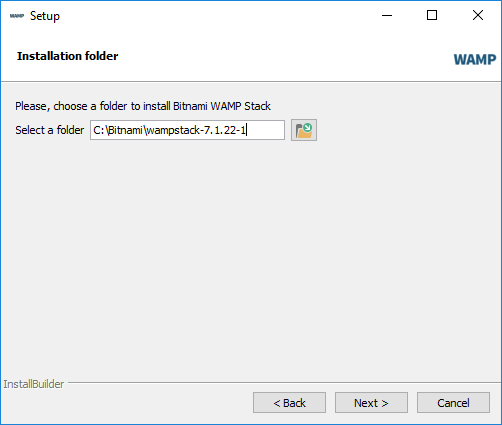 WAMP Setup
Installation folder
WAMP
Please, choose a folder to install Bitnami WAMP Stack
Select a folder C:\Bitnami\wampstack-7.1.22-1
InstallBuilder
< Back Next > Cancel